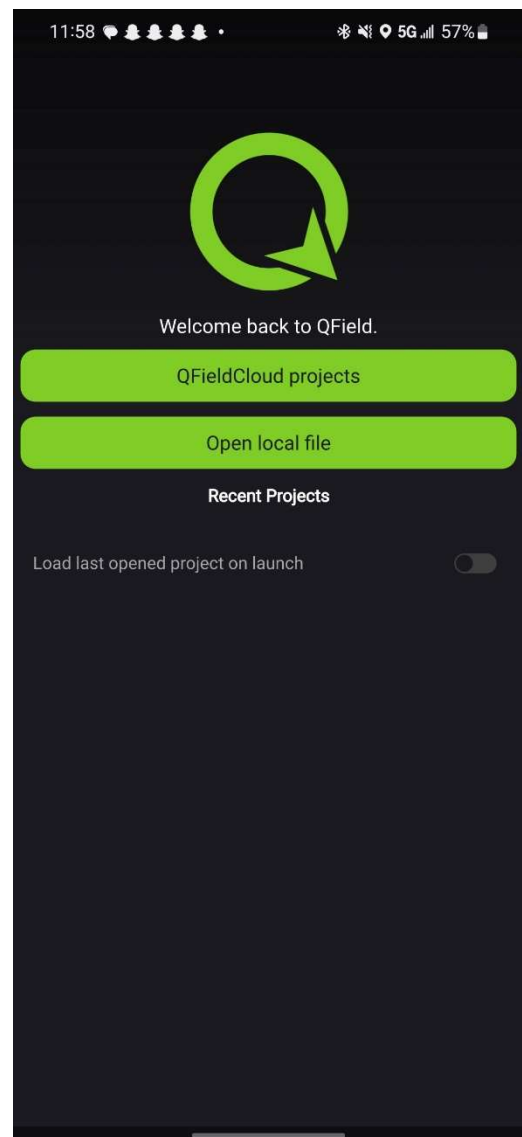 11:58
5G 57%
Welcome back to QField.
QFieldCloud projects
Open local file
Recent Projects
Load last opened project on launch